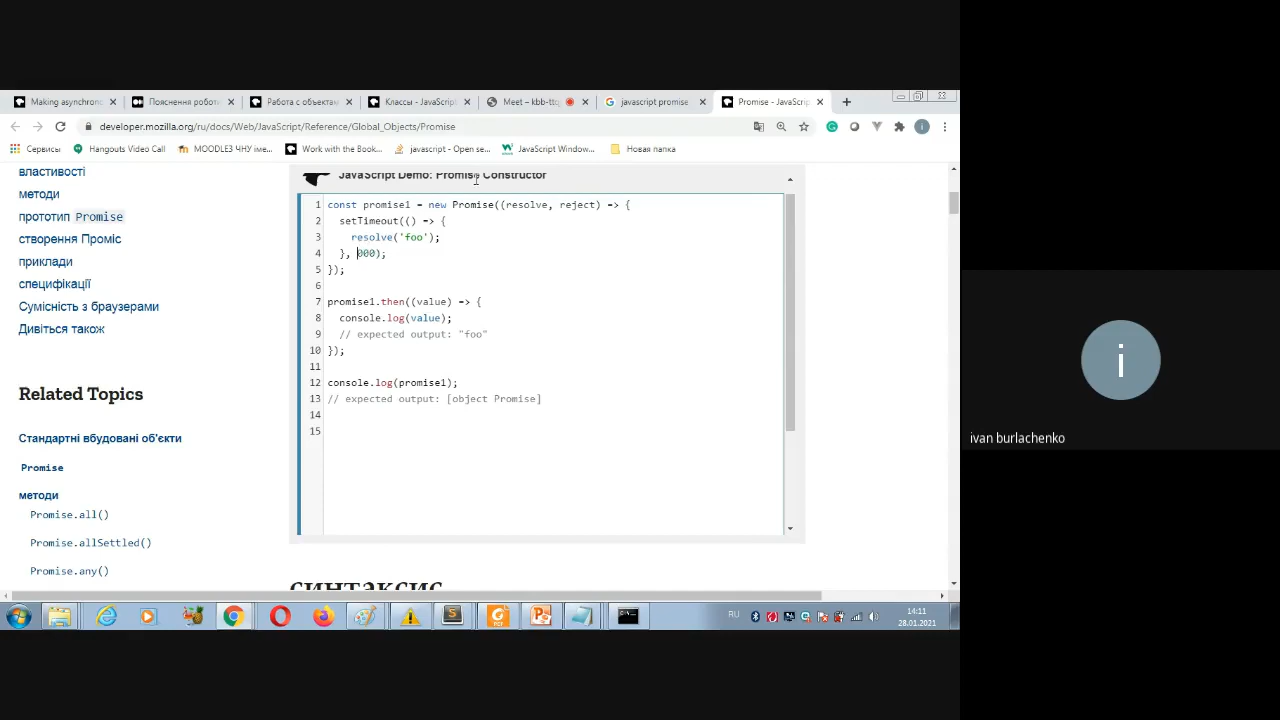 Making asynchro
Пояснення роботи
Работа с объектам
Классы - JavaScript
Meet – kbb-ttq
javascript promise
Promise - JavaScrip
developer.mozilla.org/ru/docs/Web/JavaScript/Reference/Global_Objects/Promise
Сервисы
Hangouts Video Call
MOODLE3 ЧНУ іме...
Work with the Book...
javascript - Open se...
JavaScript Window...
Новая папка
властивості
методи
прототип Promise
створення Проміс
приклади
специфікації
Сумісність з браузерами
Дивіться також
Related Topics
Стандартні вбудовані об'єкти
Promise
методи
Promise.all()
Promise.allSettled()
Promise.any()
JavaScript Demo: Promise Constructor
1 const promise1 = new Promise((resolve, reject) => {
2 setTimeout(() => {
3 resolve('foo');
4 }, 000);
5 });
6
7 promise1.then((value) => {
8 console.log(value);
9 // expected output: "foo"
10 });
11
12 console.log(promise1);
13 // expected output: [object Promise]
14
15
синтаксис
RU
14:11
28.01.2021
i
ivan burlachenko